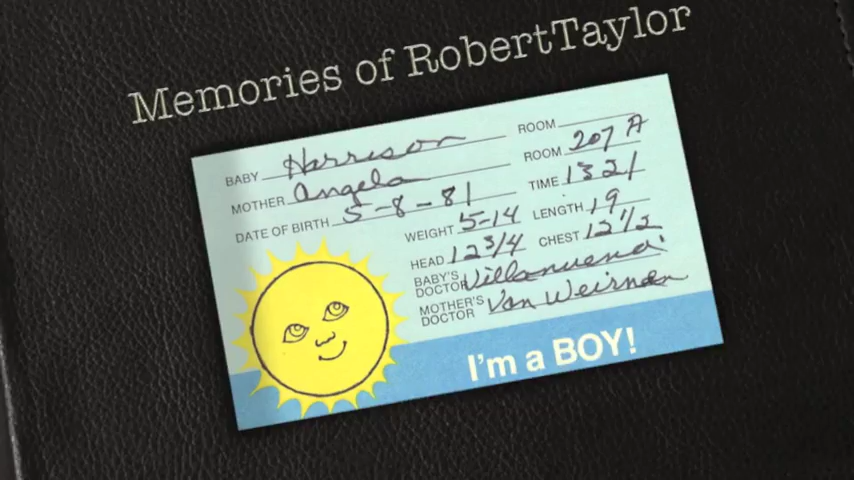 Memories of RobertTaylor
BABY Harrison ROOM
MOTHER Angela ROOM 207 A
DATE OF BIRTH 5-8-81 TIME 1321
WEIGHT 5-14 LENGTH 19
HEAD 12 3/4 CHEST 12 1/2
BABY'S DOCTOR Villanueva
MOTHER'S DOCTOR Van Weirnan
I'm a BOY!